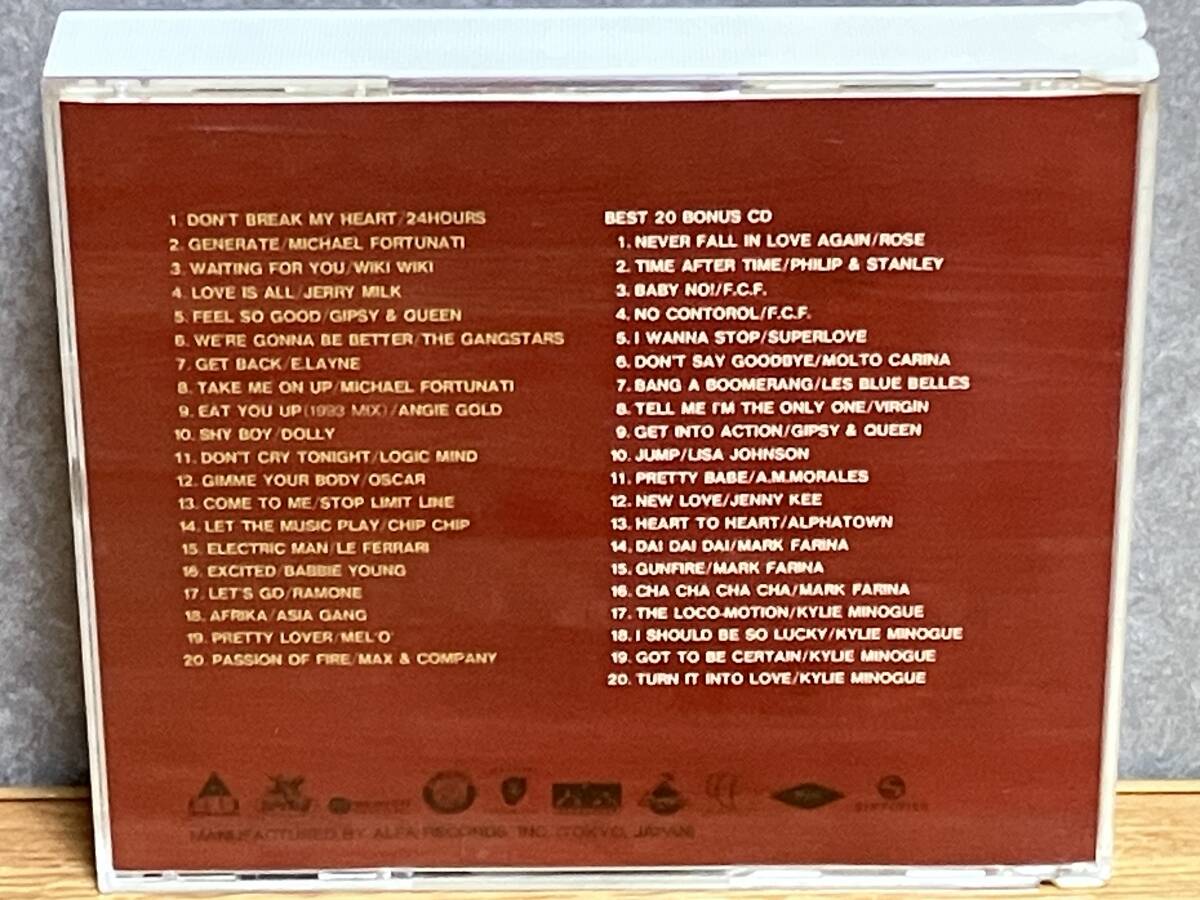 1. DON'T BREAK MY HEART/24HOURS
2. GENERATE/MICHAEL FORTUNATI
3. WAITING FOR YOU/WIKI WIKI
4. LOVE IS ALL/JERRY MILK
5. FEEL SO GOOD/GIPSY & QUEEN
6. WE'RE GONNA BE BETTER/THE GANGSTARS
7. GET BACK/E.LAYNE
8. TAKE ME ON UP/MICHAEL FORTUNATI
9. EAT YOU UP(1993 MIX)/ANGIE GOLD
10. SHY BOY/DOLLY
11. DON'T CRY TONIGHT/LOGIC MIND
12. GIMME YOUR BODY/OSCAR
13. COME TO ME/STOP LIMIT LINE
14. LET THE MUSIC PLAY/CHIP CHIP
15. ELECTRIC MAN/LE FERRARI
16. EXCITED/BABBIE YOUNG
17. LET'S GO/RAMONE
18. AFRIKA/ASIA GANG
19. PRETTY LOVER/MEL'O'
20. PASSION OF FIRE/MAX & COMPANY
BEST 20 BONUS CD
1. NEVER FALL IN LOVE AGAIN/ROSE
2. TIME AFTER TIME/PHILIP & STANLEY
3. BABY NO!/F.C.F.
4. NO CONTOROL/F.C.F.
5. I WANNA STOP/SUPERLOVE
6. DON'T SAY GOODBYE/MOLTO CARINA
7. BANG A BOOMERANG/LES BLUE BELLES
8. TELL ME I'M THE ONLY ONE/VIRGIN
9. GET INTO ACTION/GIPSY & QUEEN
10. JUMP/LISA JOHNSON
11. PRETTY BABE/A.M.MORALES
12. NEW LOVE/JENNY KEE
13. HEART TO HEART/ALPHATOWN
14. DAI DAI DAI/MARK FARINA
15. GUNFIRE/MARK FARINA
16. CHA CHA CHA CHA/MARK FARINA
17. THE LOCO-MOTION/KYLIE MINOGUE
18. I SHOULD BE SO LUCKY/KYLIE MINOGUE
19. GOT TO BE CERTAIN/KYLIE MINOGUE
20. TURN IT INTO LOVE/KYLIE MINOGUE
MANUFACTURED BY ALFA RECORDS, INC. (TOKYO, JAPAN)